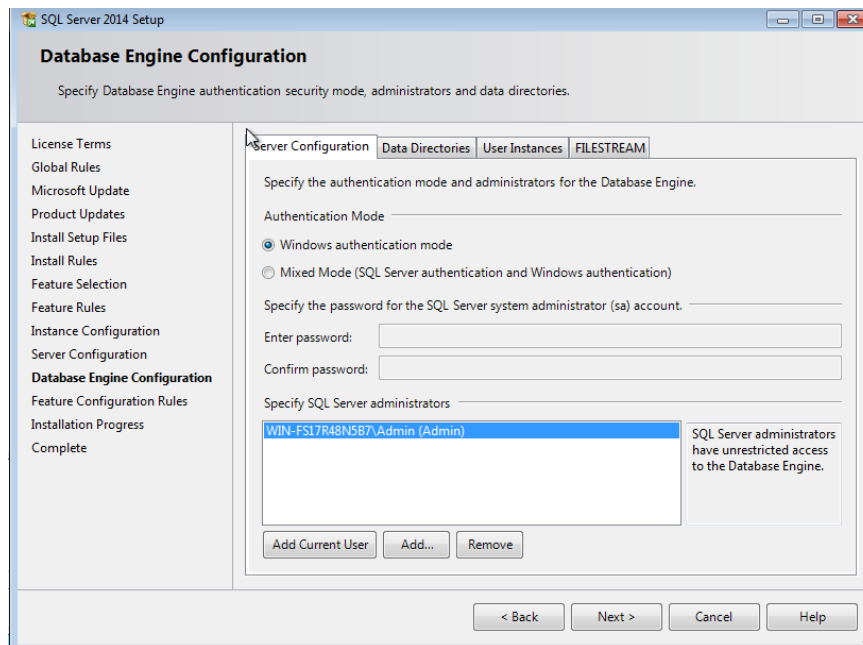 SQL Server 2014 Setup
Database Engine Configuration
Specify Database Engine authentication security mode, administrators and data directories.
License Terms
Global Rules
Microsoft Update
Product Updates
Install Setup Files
Install Rules
Feature Selection
Feature Rules
Instance Configuration
Server Configuration
Database Engine Configuration
Feature Configuration Rules
Installation Progress
Complete
Server Configuration Data Directories User Instances FILESTREAM
Specify the authentication mode and administrators for the Database Engine.
Authentication Mode
Windows authentication mode
Mixed Mode (SQL Server authentication and Windows authentication)
Specify the password for the SQL Server system administrator (sa) account.
Enter password:
Confirm password:
Specify SQL Server administrators
WIN-FS17R48N5B7\Admin (Admin)
SQL Server administrators
have unrestricted access
to the Database Engine.
Add Current User Add... Remove
< Back Next > Cancel Help